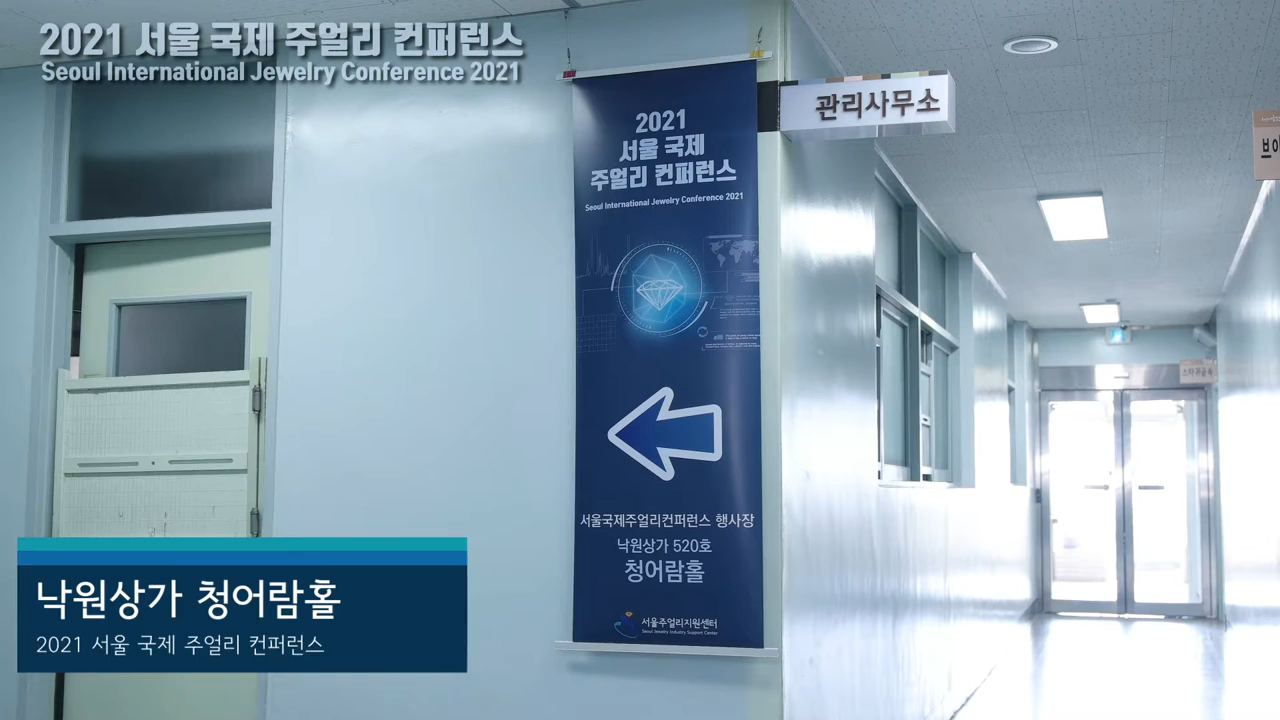 2021 서울 국제 주얼리 컨퍼런스
Seoul International Jewelry Conference 2021
2021
서울 국제
주얼리 컨퍼런스
Seoul International Jewelry Conference 2021
서울국제주얼리컨퍼런스 행사장
낙원상가 520호
청어람홀
서울주얼리지원센터
Seoul Jewelry Industry Support Center
관리사무소
낙원상가 청어람홀
2021 서울 국제 주얼리 컨퍼런스